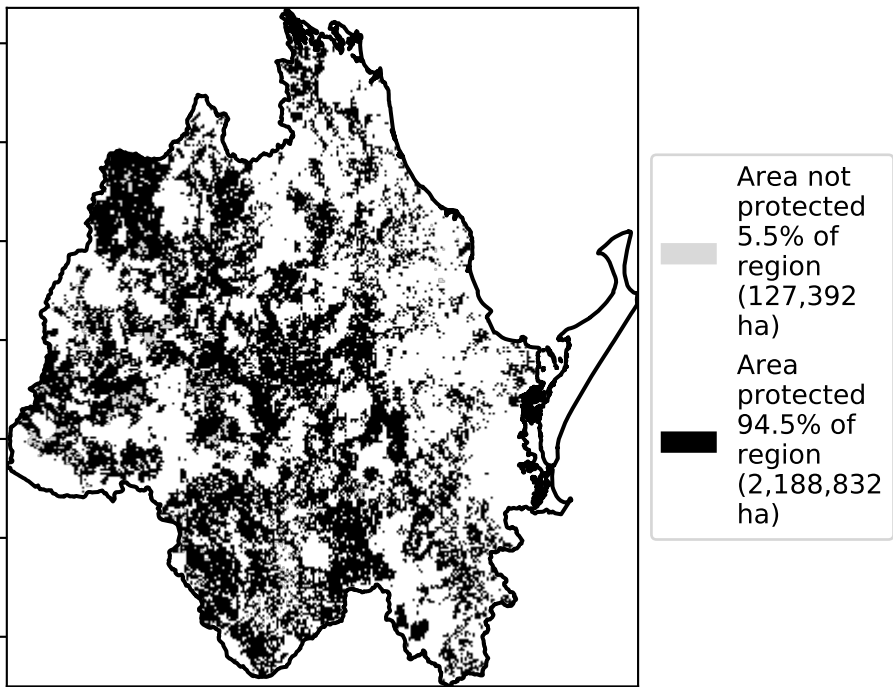 Area not
protected
5.5% of
region
(127,392
ha)
Area
protected
94.5% of
region
(2,188,832
ha)